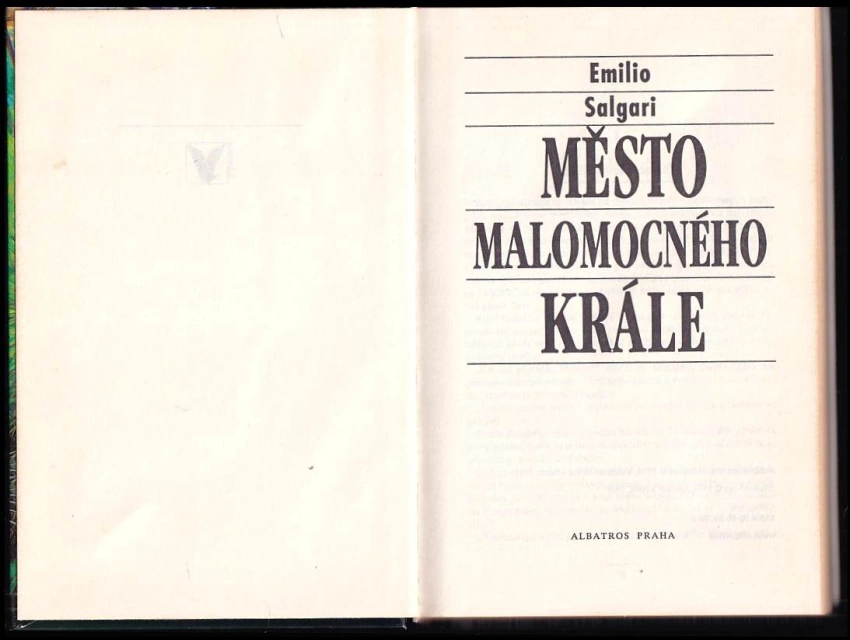 Emilio
Salgari
MĚSTO
MALOMOCNÉHO
KRÁLE
ALBATROS PRAHA